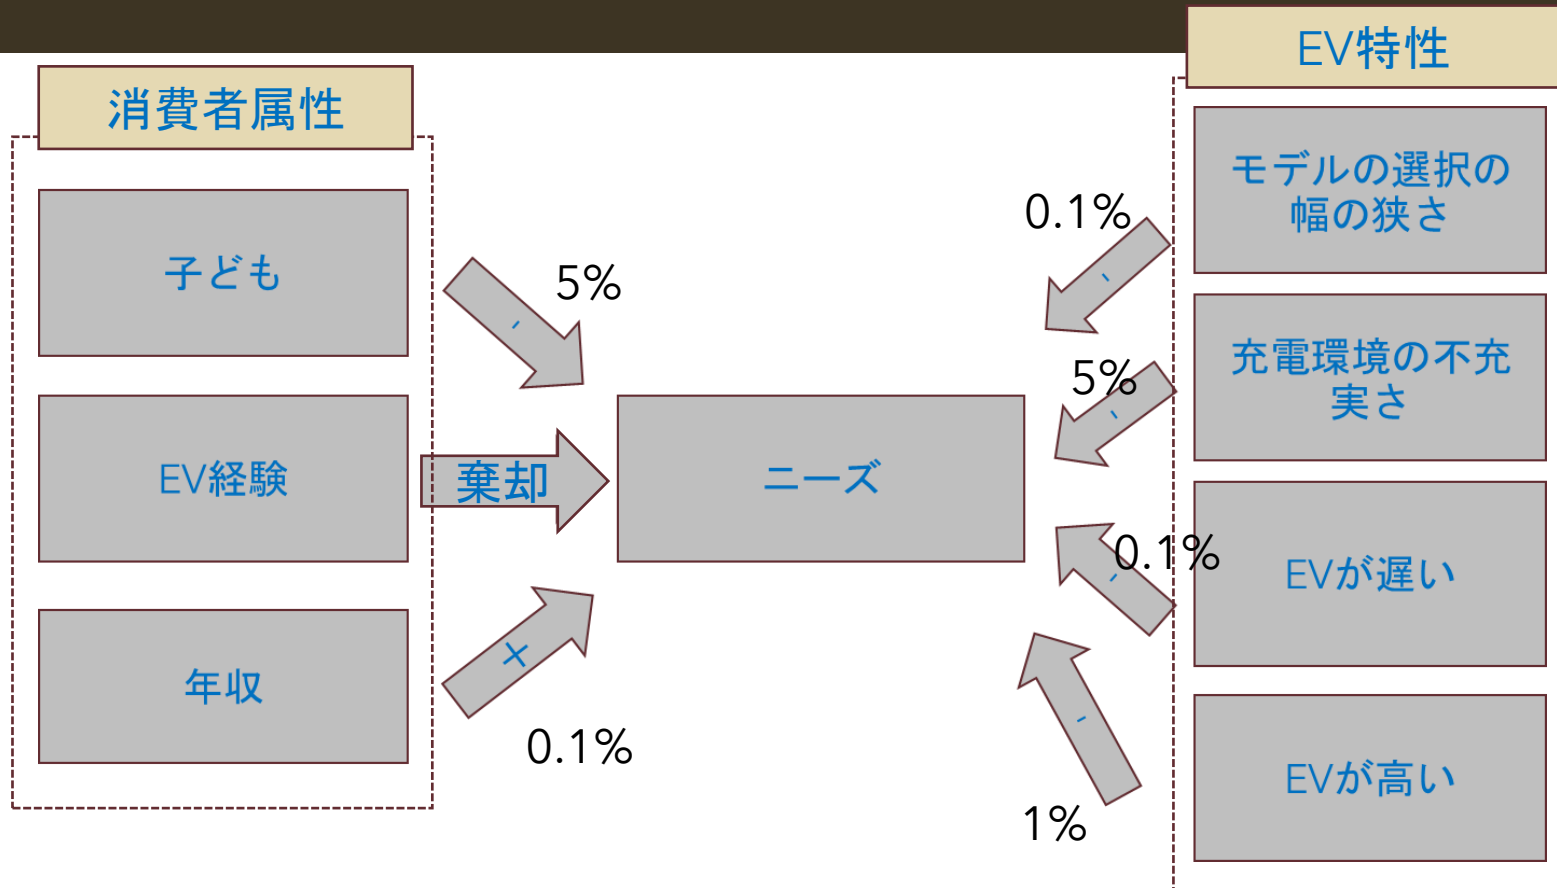 EV特性
消費者属性
モデルの選択の
幅の狭さ
0.1%
子ども
5%
-
-
充電環境の不充
実さ
5%
-
EV経験
棄却
ニーズ
0.1%
-
EVが遅い
年収
+
0.1%
-
1%
EVが高い